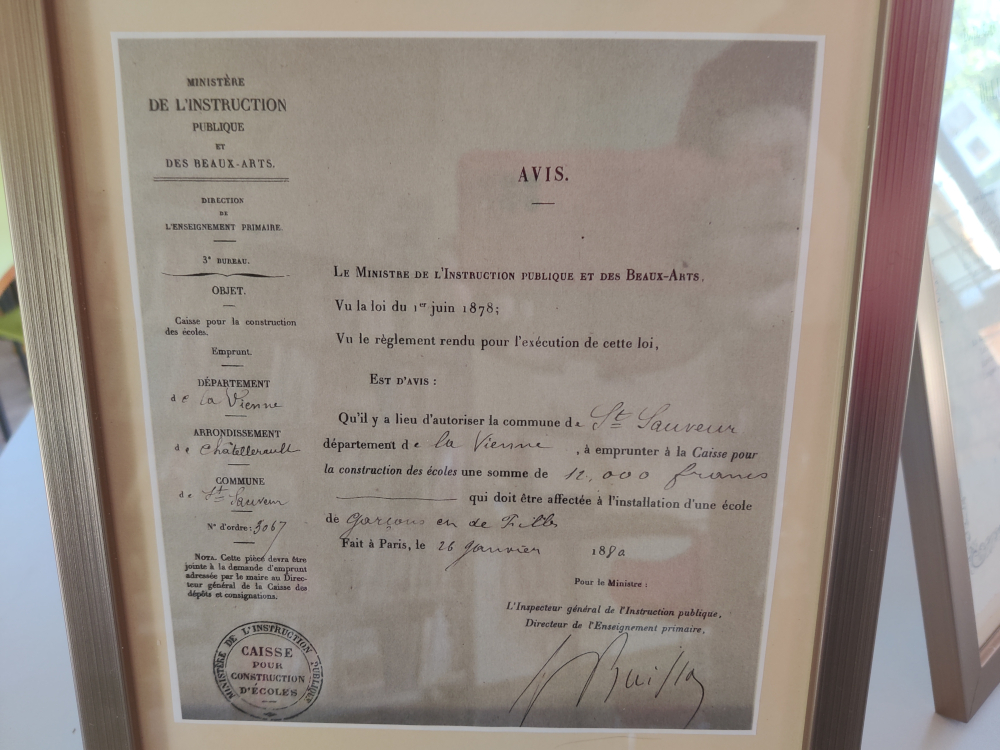 MINISTÈRE
DE L'INSTRUCTION
PUBLIQUE
ET
DES BEAUX-ARTS.
DIRECTION
DE
L'ENSEIGNEMENT PRIMAIRE.
3e BUREAU.
OBJET.
Caisse pour la construction
des écoles.
Emprunt.
DÉPARTEMENT
de la Vienne
ARRONDISSEMENT
de Châtellerault
COMMUNE
de St Sauveur
N° d'ordre: 3067
NOTA. Cette pièce devra être
jointe à la demande d'emprunt
adressée par le maire au Direc-
teur général de la Caisse des
dépôts et consignations.
MINISTÈRE DE L'INSTRUCTION PUBLIQUE
CAISSE
POUR
CONSTRUCTION
D'ÉCOLES
AVIS.
LE MINISTRE DE L'INSTRUCTION PUBLIQUE ET DES BEAUX-ARTS,
Vu la loi du 1er juin 1878;
Vu le règlement rendu pour l'exécution de cette loi,
EST D'AVIS :
Qu'il y a lieu d'autoriser la commune de St Sauveur
département de la Vienne, à emprunter à la Caisse pour
la construction des écoles une somme de 12,000 francs
qui doit être affectée à l'installation d'une école
de Garçons et de Filles
Fait à Paris, le 26 Janvier 188
Pour le Ministre :
L'Inspecteur général de l'Instruction publique,
Directeur de l'Enseignement primaire,
Buisson